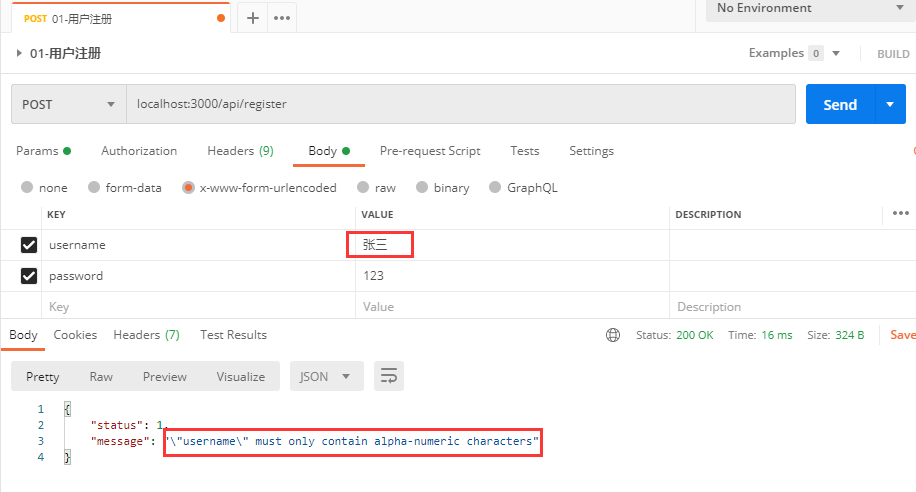 POST 01-用户注册
No Environment
01-用户注册
Examples 0 BUILD
POST localhost:3000/api/register Send
Params Authorization Headers (9) Body Pre-request Script Tests Settings
none form-data x-www-form-urlencoded raw binary GraphQL
KEY VALUE DESCRIPTION
username 张三
password 123
Key Value Description
Body Cookies Headers (7) Test Results Status: 200 OK Time: 16 ms Size: 324 B Save
Pretty Raw Preview Visualize JSON
1 {
2 "status": 1,
3 "message": "\"username\" must only contain alpha-numeric characters"
4 }